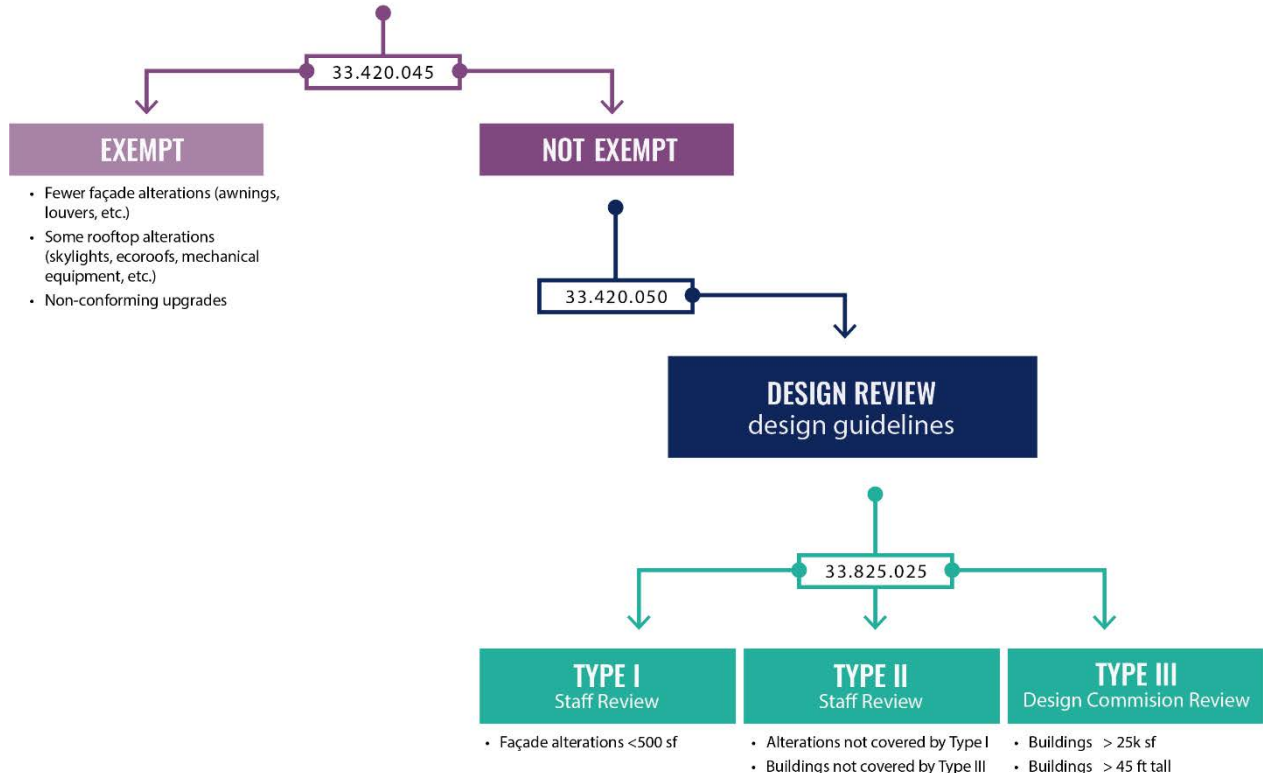 33.420.045
EXEMPT
NOT EXEMPT
• Fewer façade alterations (awnings,
louvers, etc.)
• Some rooftop alterations
(skylights, ecoroofs, mechanical
equipment, etc.)
• Non-conforming upgrades
33.420.050
DESIGN REVIEW
design guidelines
33.825.025
TYPE I
Staff Review
• Façade alterations <500 sf
TYPE II
Staff Review
• Alterations not covered by Type I
• Buildings not covered by Type III
TYPE III
Design Commision Review
• Buildings > 25k sf
• Buildings > 45 ft tall